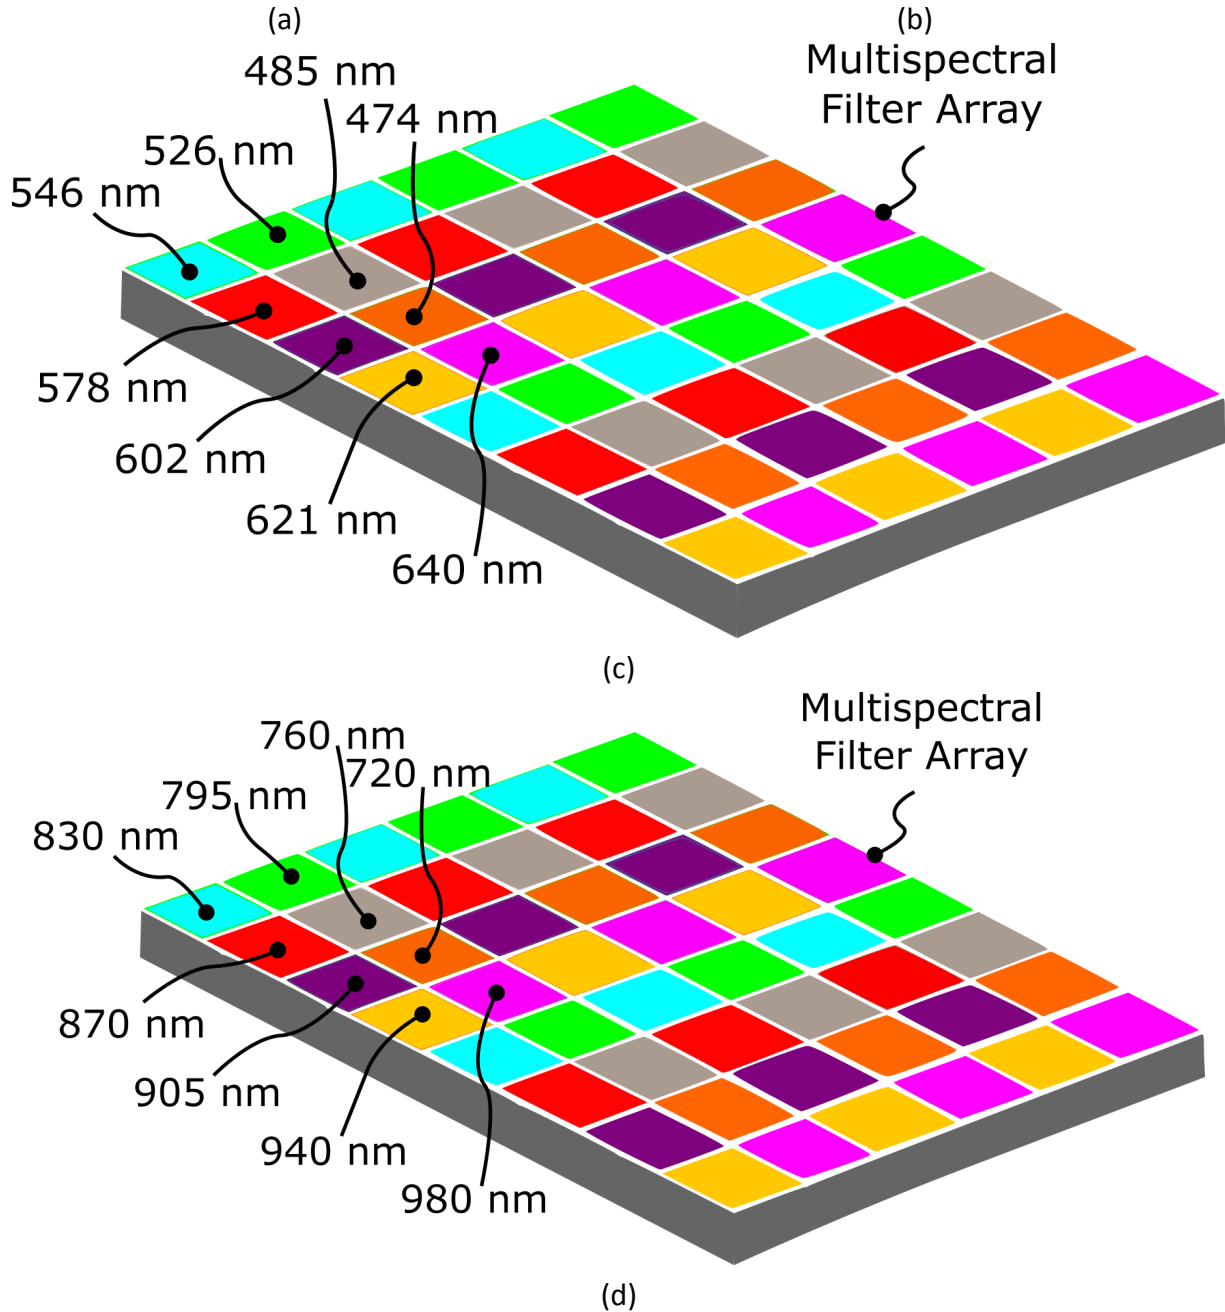 (a)
(b)
Multispectral
Filter Array
485 nm
474 nm
526 nm
546 nm
578 nm
602 nm
621 nm
640 nm
(c)
Multispectral
Filter Array
760 nm
720 nm
795 nm
830 nm
870 nm
905 nm
940 nm
980 nm
(d)